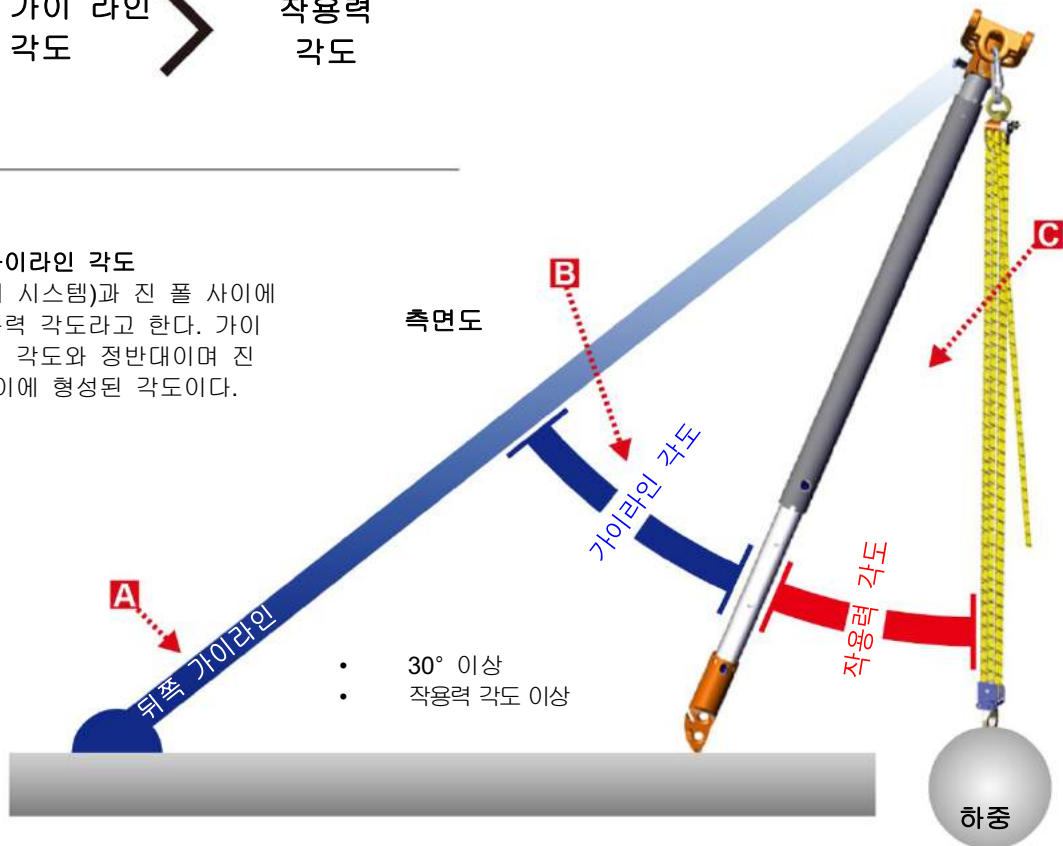 가이 라인
각도
작용력
각도
이라인 각도
시스템)과 진 폴 사이에
력 각도라고 한다. 가이
각도와 정반대이며 진
이에 형성된 각도이다.
측면도
A
B
C
가이라인 각도
작용력 각도
뒤쪽 가이라인
• 30° 이상
• 작용력 각도 이상
하중